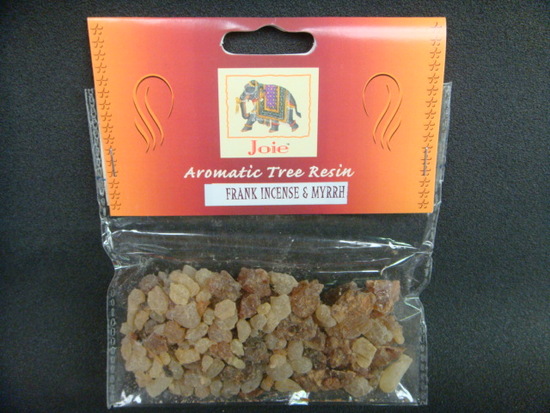 Joie
Aromatic Tree Resin
FRANK INCENSE & MYRRH